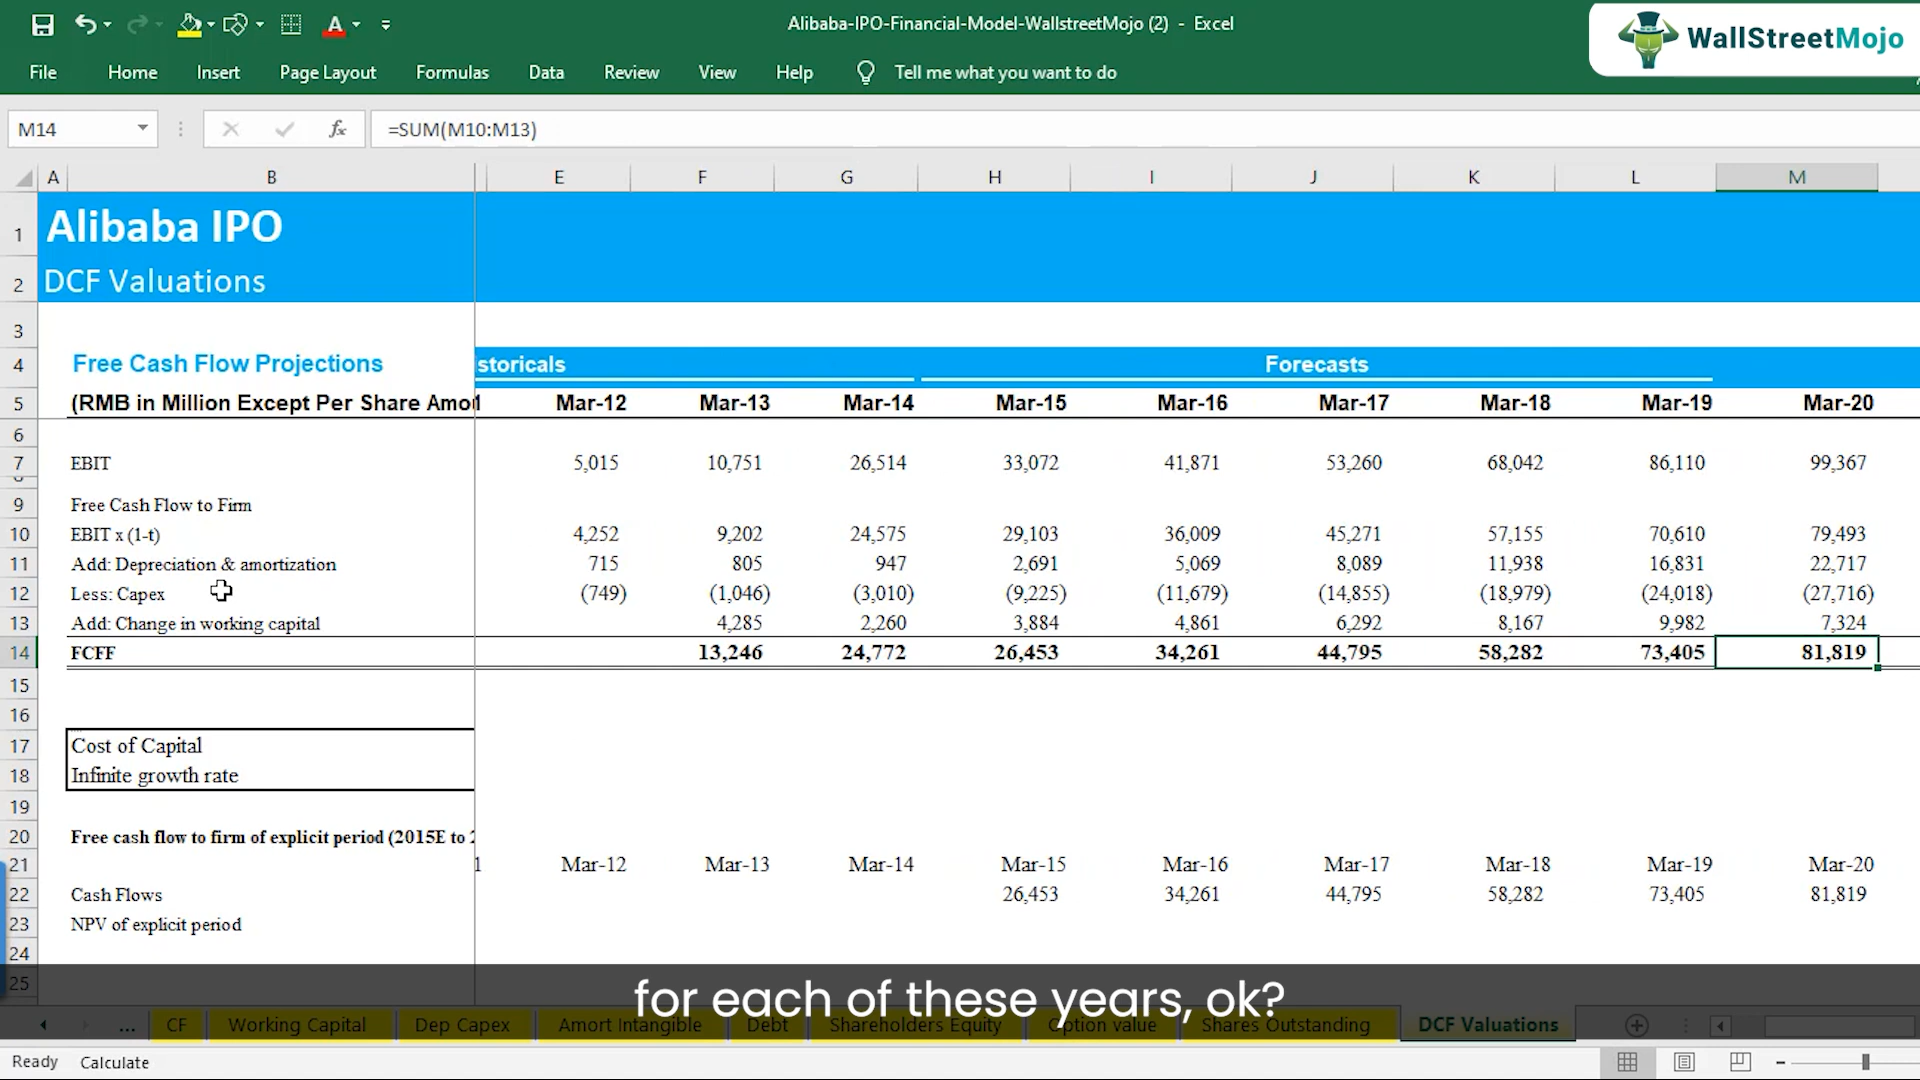 Alibaba-IPO-Financial-Model-WallstreetMojo (2) - Excel
WallStreetMojo
File Home Insert Page Layout Formulas Data Review View Help Tell me what you want to do
M14 fx =SUM(M10:M13)
A B E F G H I J K L M
1 Alibaba IPO
2 DCF Valuations
3
4 Free Cash Flow Projections storicals Forecasts
5 (RMB in Million Except Per Share Amou Mar-12 Mar-13 Mar-14 Mar-15 Mar-16 Mar-17 Mar-18 Mar-19 Mar-20
6
7 EBIT 5,015 10,751 26,514 33,072 41,871 53,260 68,042 86,110 99,367
9 Free Cash Flow to Firm
10 EBIT x (1-t) 4,252 9,202 24,575 29,103 36,009 45,271 57,155 70,610 79,493
11 Add: Depreciation & amortization 715 805 947 2,691 5,069 8,089 11,938 16,831 22,717
12 Less: Capex (749) (1,046) (3,010) (9,225) (11,679) (14,855) (18,979) (24,018) (27,716)
13 Add: Change in working capital 4,285 2,260 3,884 4,861 6,292 8,167 9,982 7,324
14 FCFF 13,246 24,772 26,453 34,261 44,795 58,282 73,405 81,819
15
16
17 Cost of Capital
18 Infinite growth rate
19
20 Free cash flow to firm of explicit period (2015E to 2
21 1 Mar-12 Mar-13 Mar-14 Mar-15 Mar-16 Mar-17 Mar-18 Mar-19 Mar-20
22 Cash Flows 26,453 34,261 44,795 58,282 73,405 81,819
23 NPV of explicit period
24
25
for each of these years, ok?
... CF Working Capital Dep Capex Amort Intangible Debt Shareholders Equity Option value Shares Outstanding DCF Valuations
Ready Calculate